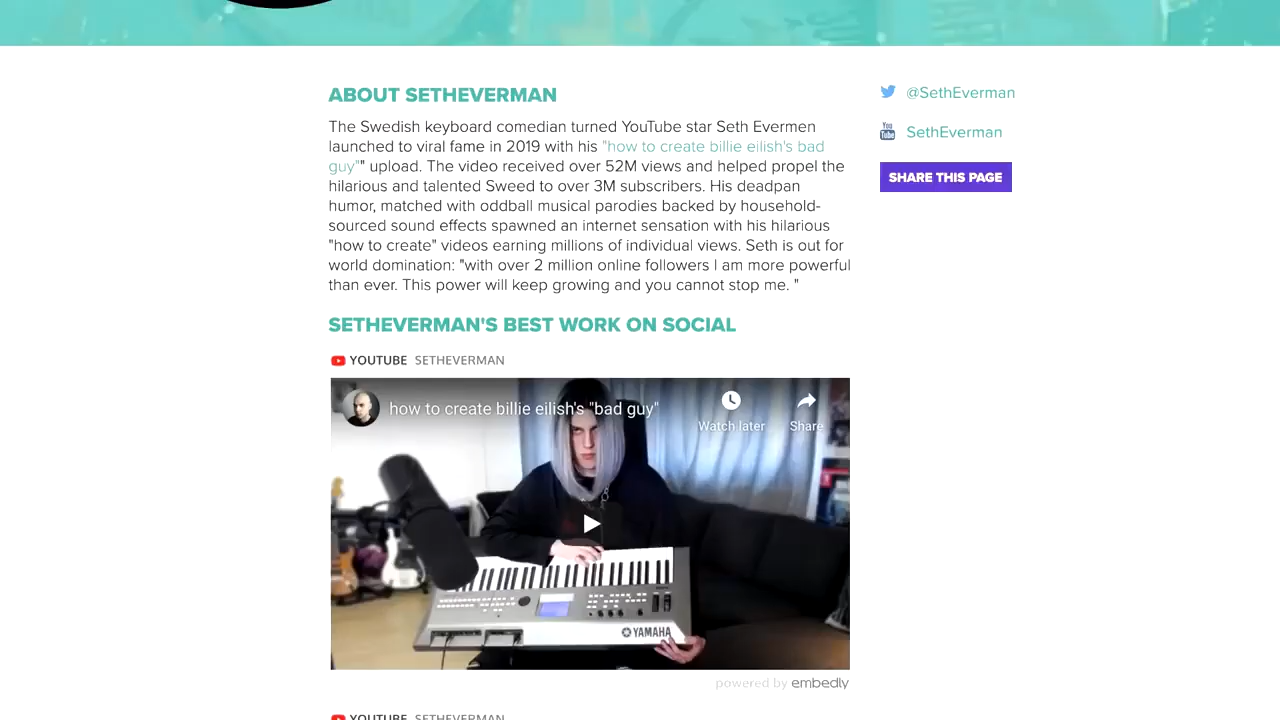 ABOUT SETHEVERMAN
The Swedish keyboard comedian turned YouTube star Seth Evermen
launched to viral fame in 2019 with his "how to create billie eilish's bad
guy"" upload. The video received over 52M views and helped propel the
hilarious and talented Sweed to over 3M subscribers. His deadpan
humor, matched with oddball musical parodies backed by household-
sourced sound effects spawned an internet sensation with his hilarious
"how to create" videos earning millions of individual views. Seth is out for
world domination: "with over 2 million online followers I am more powerful
than ever. This power will keep growing and you cannot stop me. "
@SethEverman
You Tube SethEverman
SHARE THIS PAGE
SETHEVERMAN'S BEST WORK ON SOCIAL
YOUTUBE SETHEVERMAN
how to create billie eilish's "bad guy"
Watch later
Share
YAMAHA
powered by embedly
YOUTUBE SETHEVERMAN